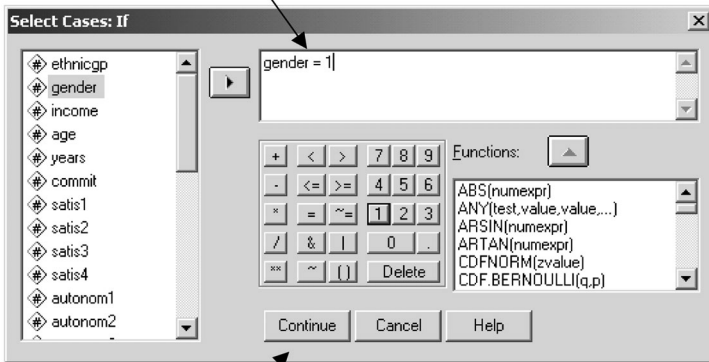 Select Cases: If
ethnicgp
gender
income
age
years
commit
satis1
satis2
satis3
satis4
autonom1
autonom2
gender = 1
+ < > 7 8 9
- <= >= 4 5 6
* = ~= 1 2 3
/ & | 0 .
** ~ () Delete
Functions:
ABS(numexpr)
ANY(test,value,value,...)
ARSIN(numexpr)
ARTAN(numexpr)
CDFNORM(zvalue)
CDF.BERNOULLI(q,p)
Continue Cancel Help